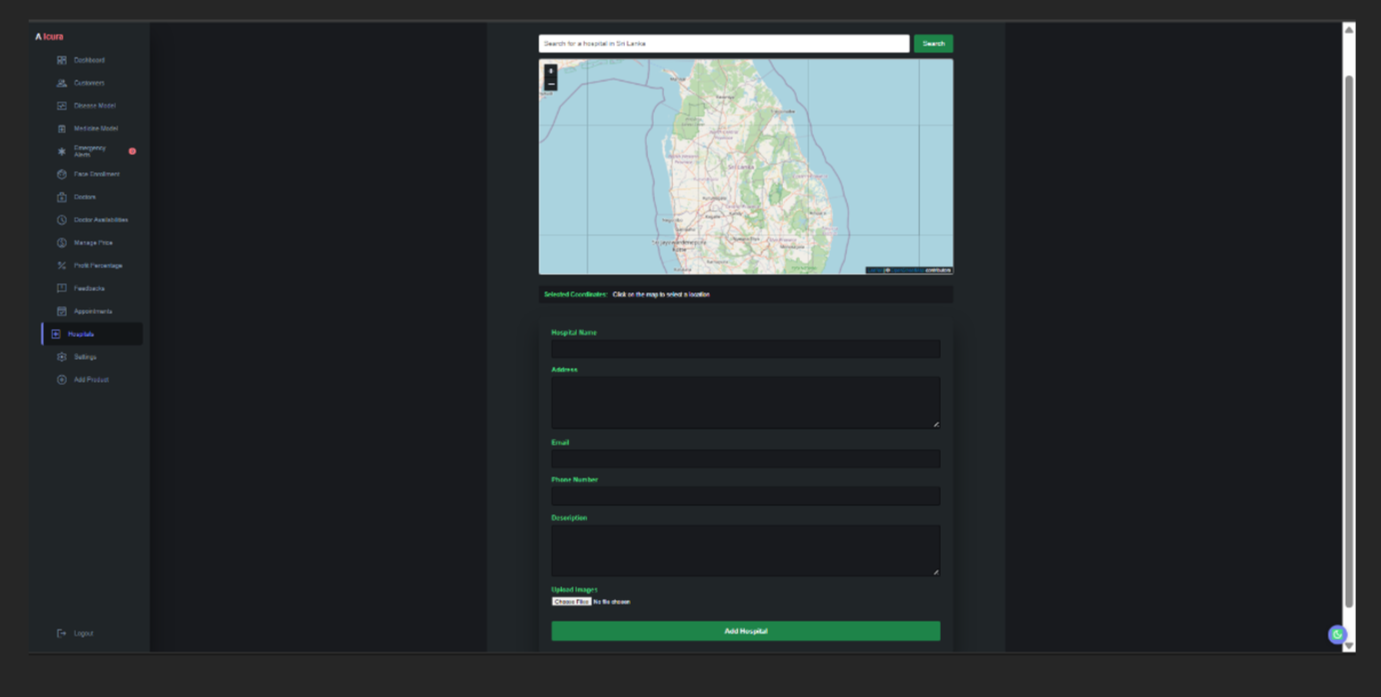 AIcura
Dashboard
Customers
Disease Model
Medicine Model
Emergency
Alerts
Face Enrollment
Doctors
Doctor Availabilities
Manage Price
Profit Percentage
Feedbacks
Appointments
Hospitals
Settings
Add Product
Logout
Search for a hospital in Sri Lanka
Search
+
−
Sri Lanka
Selected Coordinates: Click on the map to select a location
Hospital Name
Address
Email
Phone Number
Description
Upload Images
Choose Files No file chosen
Add Hospital